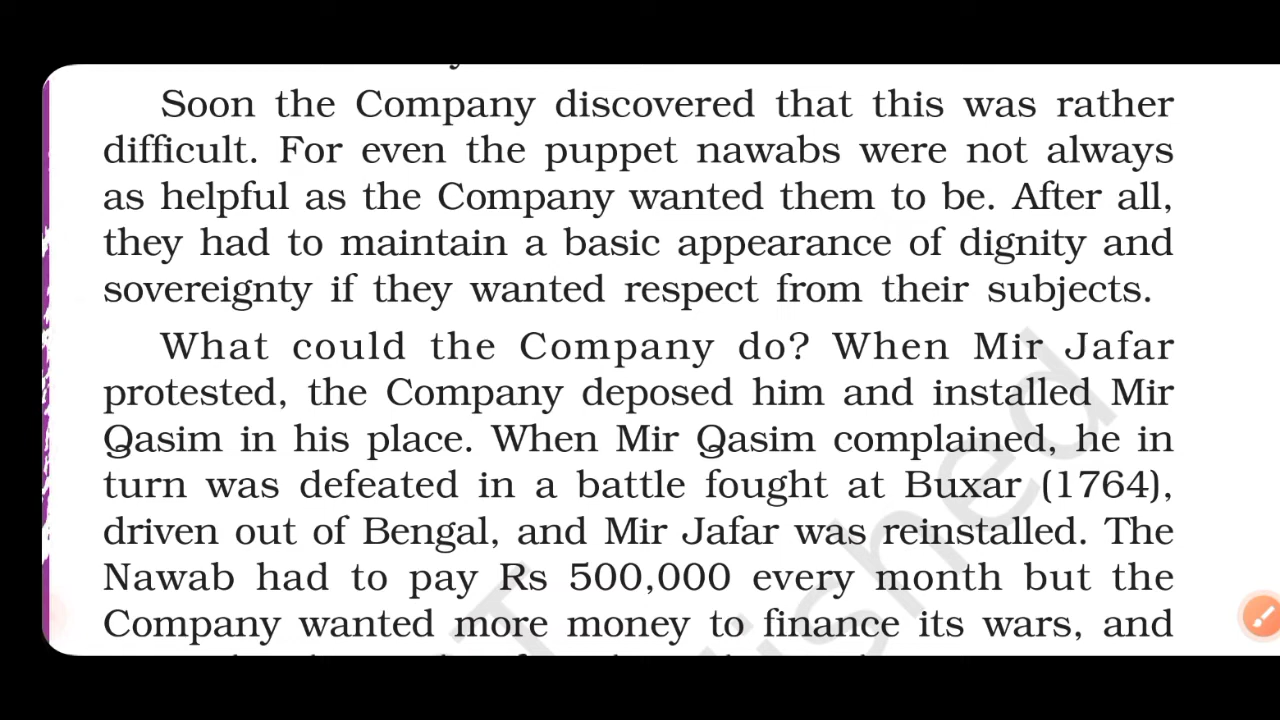 Soon the Company discovered that this was rather
difficult. For even the puppet nawabs were not always
as helpful as the Company wanted them to be. After all,
they had to maintain a basic appearance of dignity and
sovereignty if they wanted respect from their subjects.
What could the Company do? When Mir Jafar
protested, the Company deposed him and installed Mir
Qasim in his place. When Mir Qasim complained, he in
turn was defeated in a battle fought at Buxar (1764),
driven out of Bengal, and Mir Jafar was reinstalled. The
Nawab had to pay Rs 500,000 every month but the
Company wanted more money to finance its wars, and